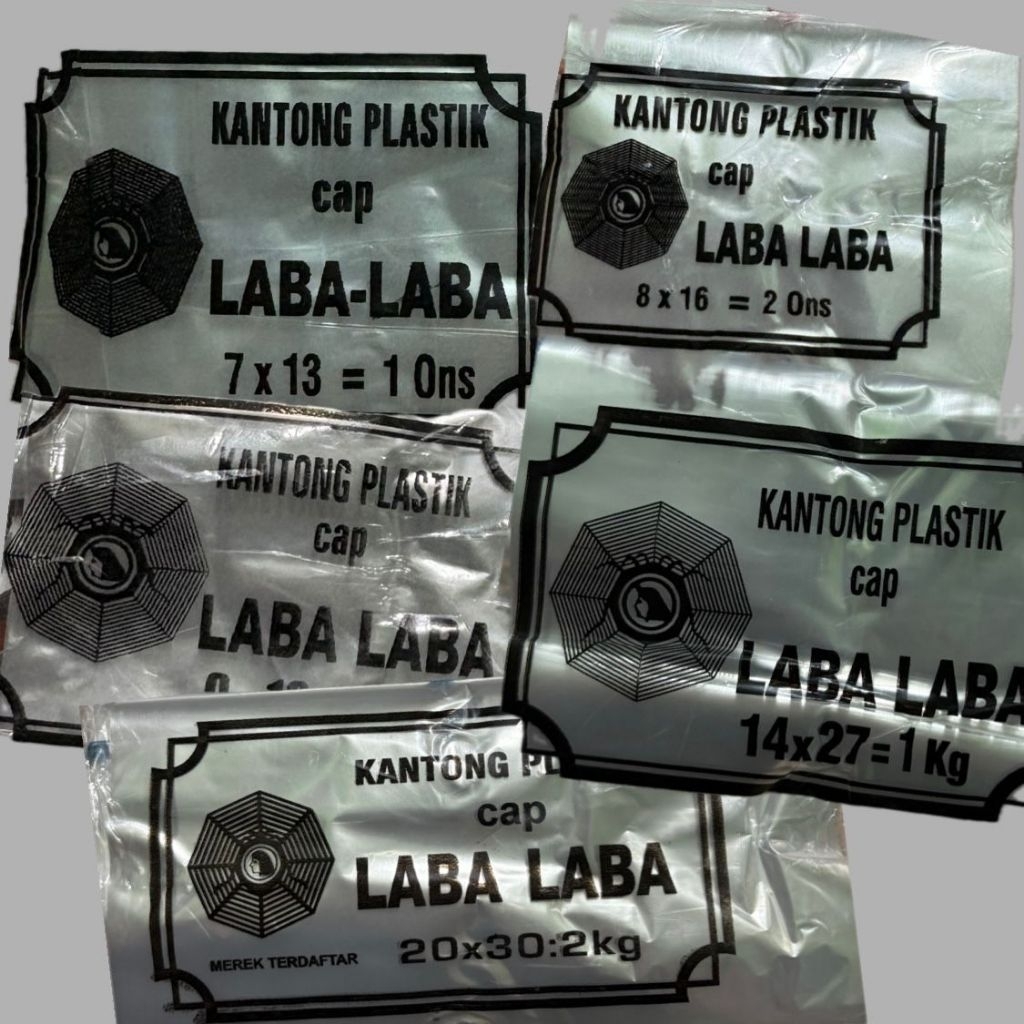 KANTONG PLASTIK
cap
LABA-LABA
7 x 13 = 1 Ons
KANTONG PLASTIK
cap
LABA LABA
8 x 16 = 2 Ons
KANTONG PLASTIK
cap
LABA LABA
KANTONG PLASTIK
cap
LABA LABA
14x27=1 Kg
KANTONG
cap
LABA LABA
20x30:2kg
MEREK TERDAFTAR